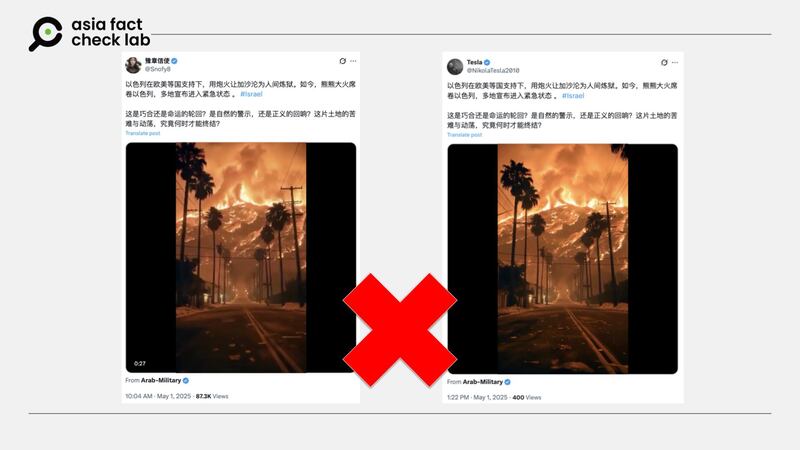 asia fact
check lab
豫章信使
@Snofy8
以色列在欧美等国支持下，用炮火让加沙沦为人间炼狱。如今，熊熊大火席
卷以色列，多地宣布进入紧急状态 。 #Israel
这是巧合还是命运的轮回？是自然的警示，还是正义的回响？这片土地的苦
难与动荡，究竟何时才能终结？
Translate post
0:27
From Arab-Military
10:04 AM · May 1, 2025 · 87.3K Views
Tesla
@NikolaTesla2010
以色列在欧美等国支持下，用炮火让加沙沦为人间炼狱。如今，熊熊大火席
卷以色列，多地宣布进入紧急状态 。 #Israel
这是巧合还是命运的轮回？是自然的警示，还是正义的回响？这片土地的苦
难与动荡，究竟何时才能终结？
Translate post
From Arab-Military
1:22 PM · May 1, 2025 · 400 Views